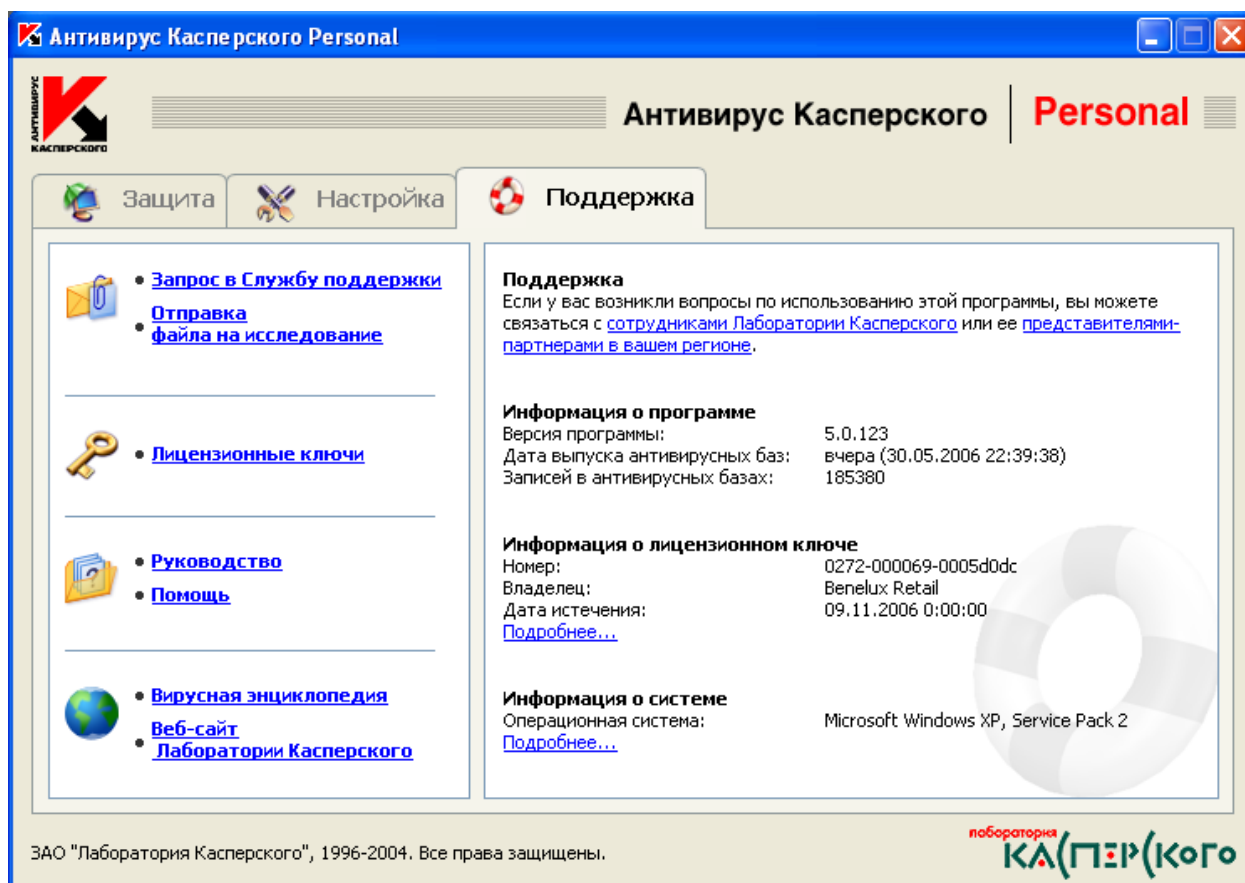 Антивирус Касперского Personal
АНТИВИРУС
КАСПЕРСКОГО
Антивирус Касперского Personal
Защита Настройка Поддержка
Запрос в Службу поддержки
Отправка
файла на исследование
Лицензионные ключи
Руководство
Помощь
Вирусная энциклопедия
Веб-сайт
Лаборатории Касперского
Поддержка
Если у вас возникли вопросы по использованию этой программы, вы можете
связаться с сотрудниками Лаборатории Касперского или ее представителями-
партнерами в вашем регионе.
Информация о программе
Версия программы: 5.0.123
Дата выпуска антивирусных баз: вчера (30.05.2006 22:39:38)
Записей в антивирусных базах: 185380
Информация о лицензионном ключе
Номер: 0272-000069-0005d0dc
Владелец: Benelux Retail
Дата истечения: 09.11.2006 0:00:00
Подробнее...
Информация о системе
Операционная система: Microsoft Windows XP, Service Pack 2
Подробнее...
ЗАО "Лаборатория Касперского", 1996-2004. Все права защищены.
лаборатория
КАСПЕРСКОГО